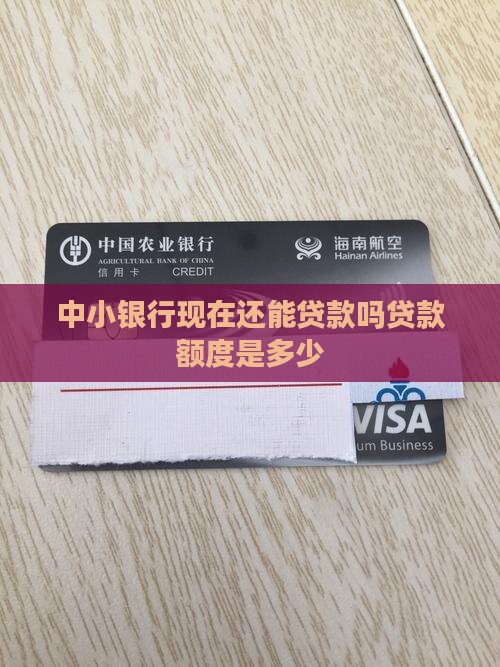 中国农业银行
AGRICULTURAL BANK OF CHINA
信用卡 CREDIT
海南航空
Hainan Airlines
中小银行现在还能贷款吗贷款
额度是多少
VISA
um Business